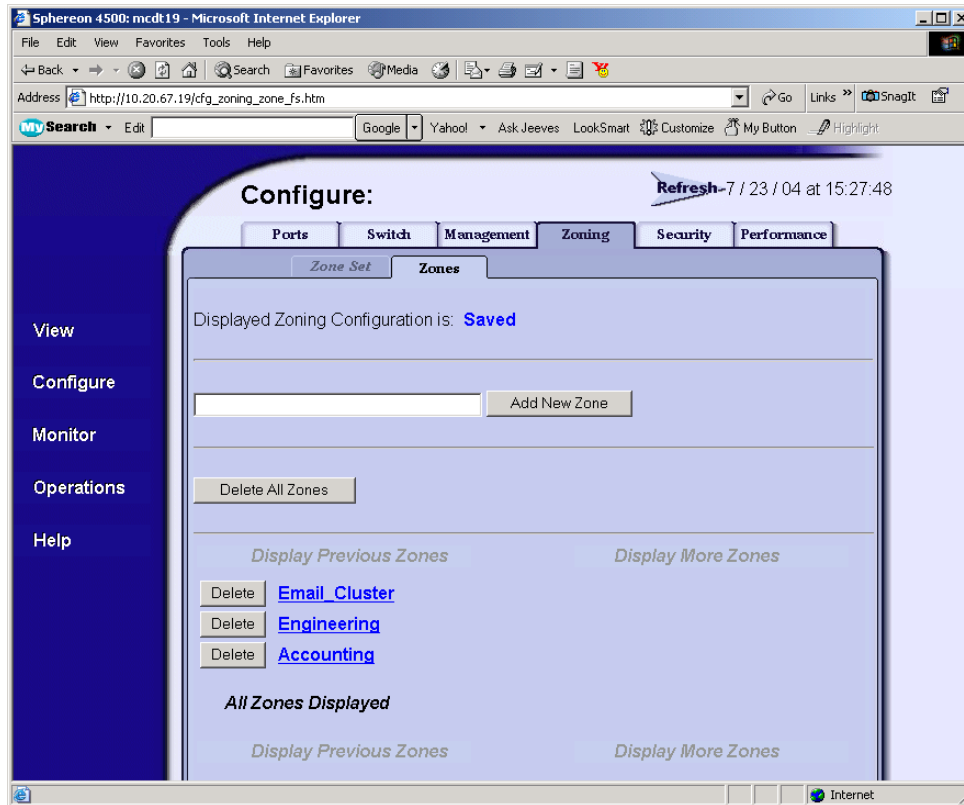 Sphereon 4500: mcdt19 - Microsoft Internet Explorer
File Edit View Favorites Tools Help
Back Search Favorites Media
Address http://10.20.67.19/cfg_zoning_zone_fs.htm Go Links » SnagIt
My Search Edit Google Yahoo! Ask Jeeves LookSmart Customize My Button Highlight
Configure:
Refresh-7 / 23 / 04 at 15:27:48
Ports Switch Management Zoning Security Performance
Zone Set Zones
Displayed Zoning Configuration is: Saved
View
Configure
Add New Zone
Monitor
Operations
Delete All Zones
Help
Display Previous Zones Display More Zones
Delete Email_Cluster
Delete Engineering
Delete Accounting
All Zones Displayed
Display Previous Zones Display More Zones
Internet